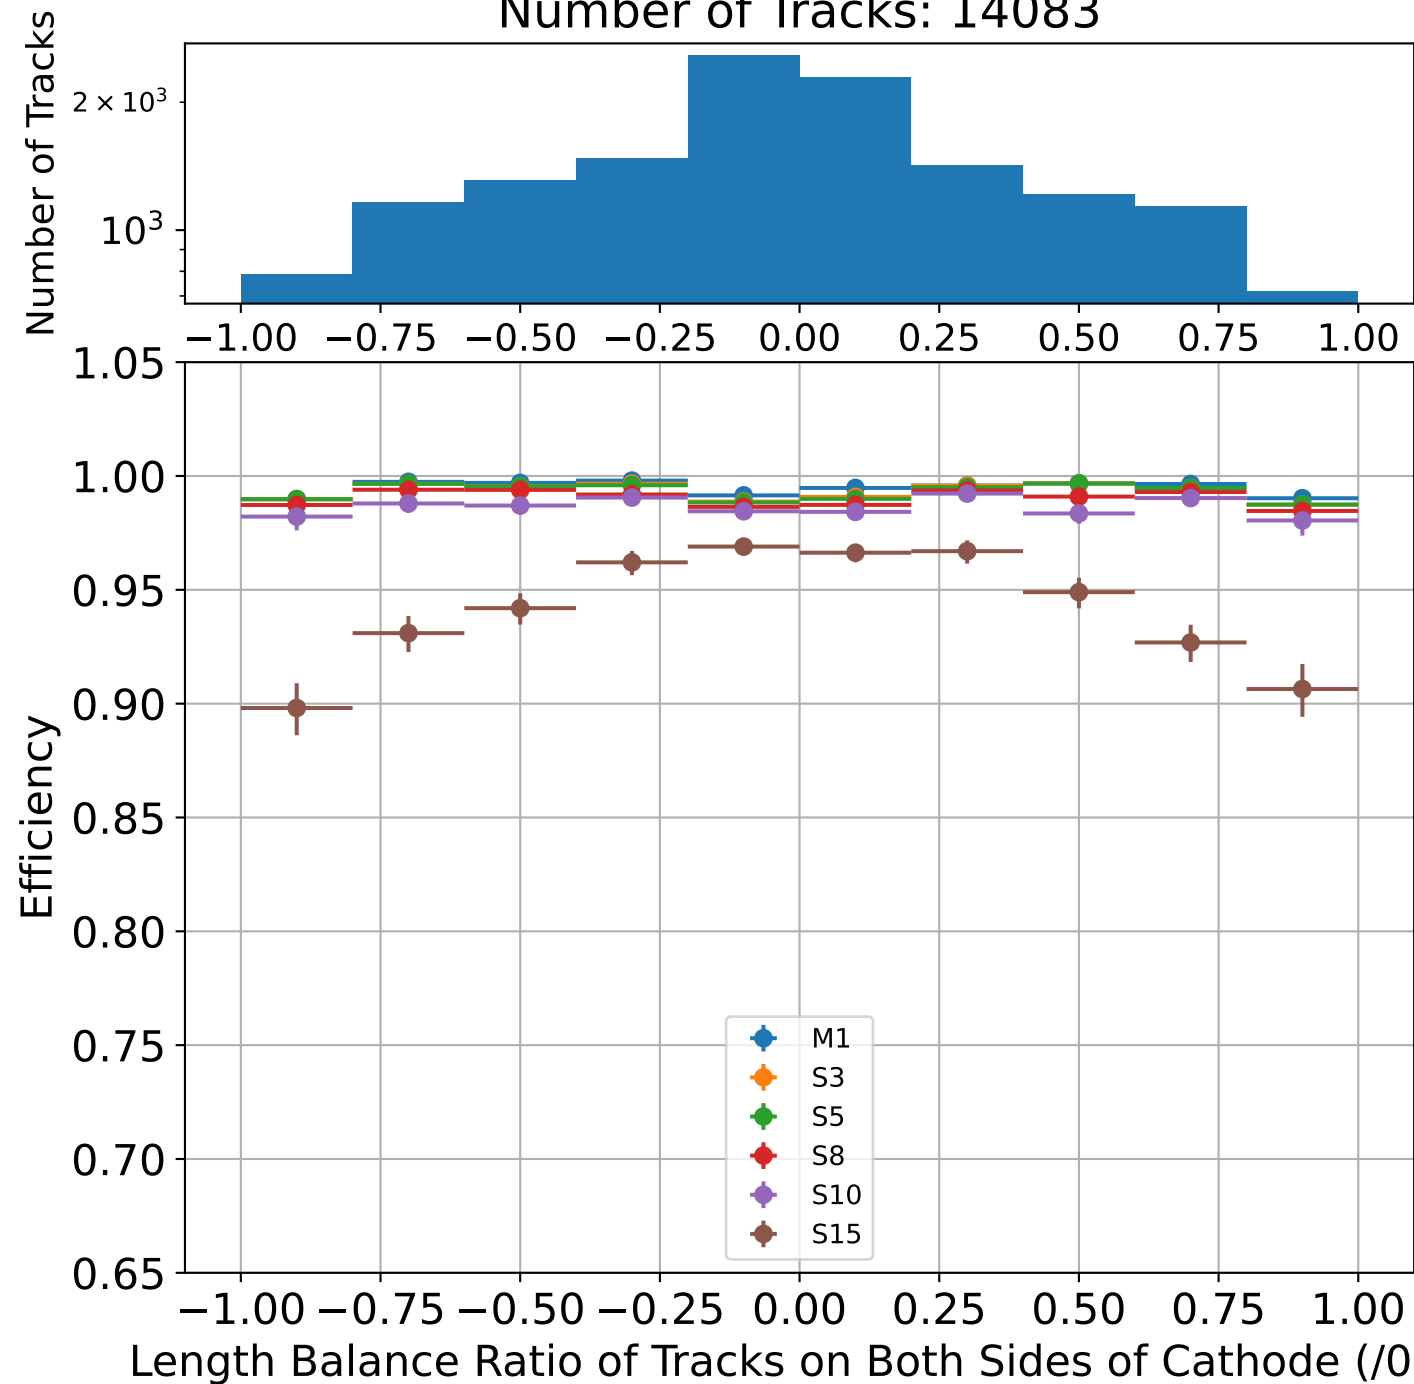 Number of Tracks: 14083
Number of Tracks
2 × 10³
10³
−1.00 −0.75 −0.50 −0.25 0.00 0.25 0.50 0.75 1.00
1.05
1.00
0.95
0.90
0.85
0.80
0.75
0.70
0.65
Efficiency
M1
S3
S5
S8
S10
S15
−1.00 −0.75 −0.50 −0.25 0.00 0.25 0.50 0.75 1.00
Length Balance Ratio of Tracks on Both Sides of Cathode (/0